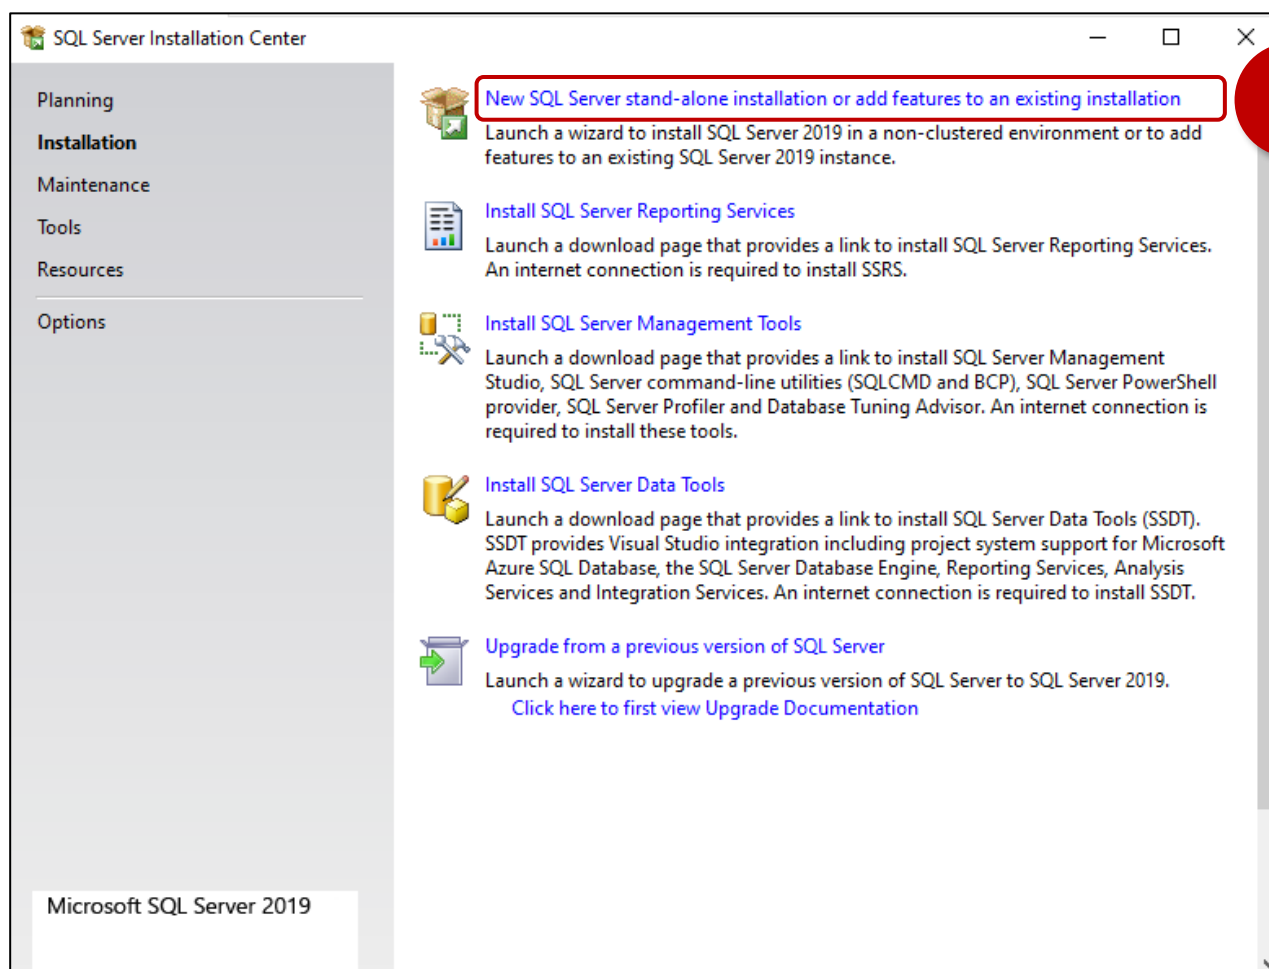 SQL Server Installation Center
Planning
Installation
Maintenance
Tools
Resources
Options
Microsoft SQL Server 2019
New SQL Server stand-alone installation or add features to an existing installation
Launch a wizard to install SQL Server 2019 in a non-clustered environment or to add
features to an existing SQL Server 2019 instance.
Install SQL Server Reporting Services
Launch a download page that provides a link to install SQL Server Reporting Services.
An internet connection is required to install SSRS.
Install SQL Server Management Tools
Launch a download page that provides a link to install SQL Server Management
Studio, SQL Server command-line utilities (SQLCMD and BCP), SQL Server PowerShell
provider, SQL Server Profiler and Database Tuning Advisor. An internet connection is
required to install these tools.
Install SQL Server Data Tools
Launch a download page that provides a link to install SQL Server Data Tools (SSDT).
SSDT provides Visual Studio integration including project system support for Microsoft
Azure SQL Database, the SQL Server Database Engine, Reporting Services, Analysis
Services and Integration Services. An internet connection is required to install SSDT.
Upgrade from a previous version of SQL Server
Launch a wizard to upgrade a previous version of SQL Server to SQL Server 2019.
Click here to first view Upgrade Documentation